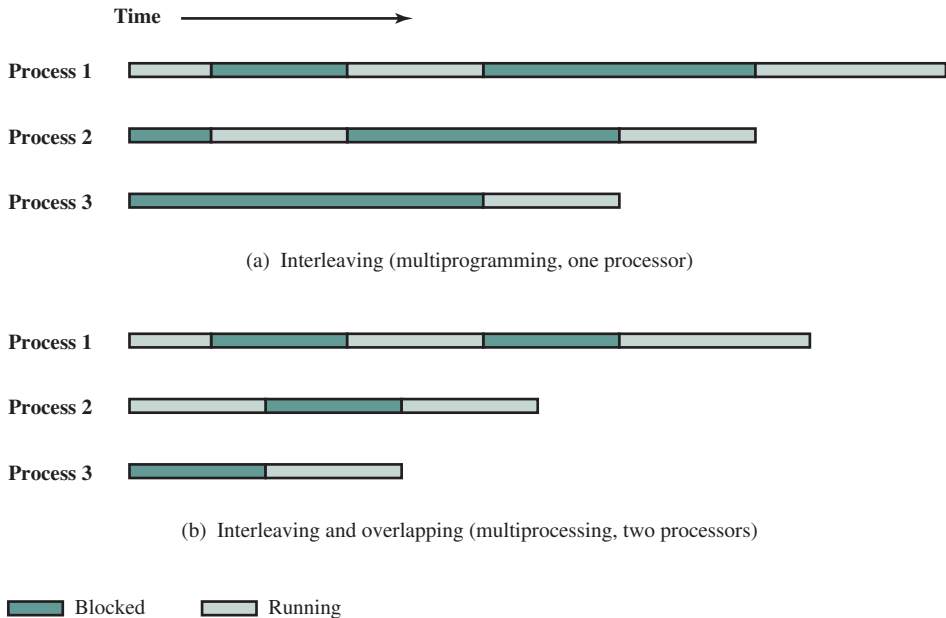 Time
Process 1
Process 2
Process 3
(a) Interleaving (multiprogramming, one processor)
Process 1
Process 2
Process 3
(b) Interleaving and overlapping (multiprocessing, two processors)
Blocked Running